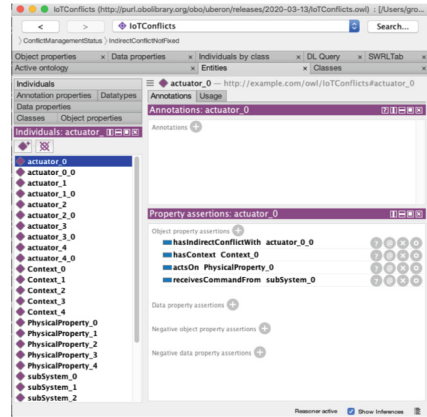 IoTConflicts (http://purl.obolibrary.org/obo/uberon/releases/2020-03-13/IoTConflicts.owl) : [/Users/gro...
< > IoTConflicts Search...
ConflictManagementStatus > IndirectConflictNotFixed
Object properties × Data properties × Individuals by class × DL Query × SWRLTab ×
Active ontology × Entities × Classes ×
Individuals
Annotation properties Datatypes
Data properties
Classes Object properties
Individuals: actuator_
actuator_0
actuator_0_0
actuator_1
actuator_1_0
actuator_2
actuator_2_0
actuator_3
actuator_3_0
actuator_4
actuator_4_0
Context_0
Context_1
Context_2
Context_3
Context_4
PhysicalProperty_0
PhysicalProperty_1
PhysicalProperty_2
PhysicalProperty_3
PhysicalProperty_4
subSystem_0
subSystem_1
subSystem_2
actuator_0 — http://example.com/owl/IoTConflicts#actuator_0
Annotations Usage
Annotations: actuator_0
Annotations
Property assertions: actuator_0
Object property assertions
hasIndirectConflictWith actuator_0_0
hasContext Context_0
actsOn PhysicalProperty_0
receivesCommandFrom subSystem_0
Data property assertions
Negative object property assertions
Negative data property assertions
Reasoner active Show Inferences